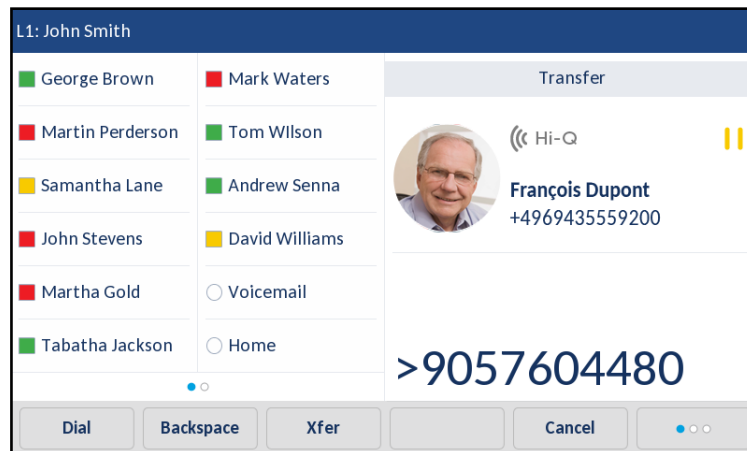 L1: John Smith
George Brown
Mark Waters
Martin Perderson
Tom WIlson
Samantha Lane
Andrew Senna
John Stevens
David Williams
Martha Gold
Voicemail
Tabatha Jackson
Home
Transfer
Hi-Q
François Dupont
+4969435559200
>9057604480
Dial
Backspace
Xfer
Cancel